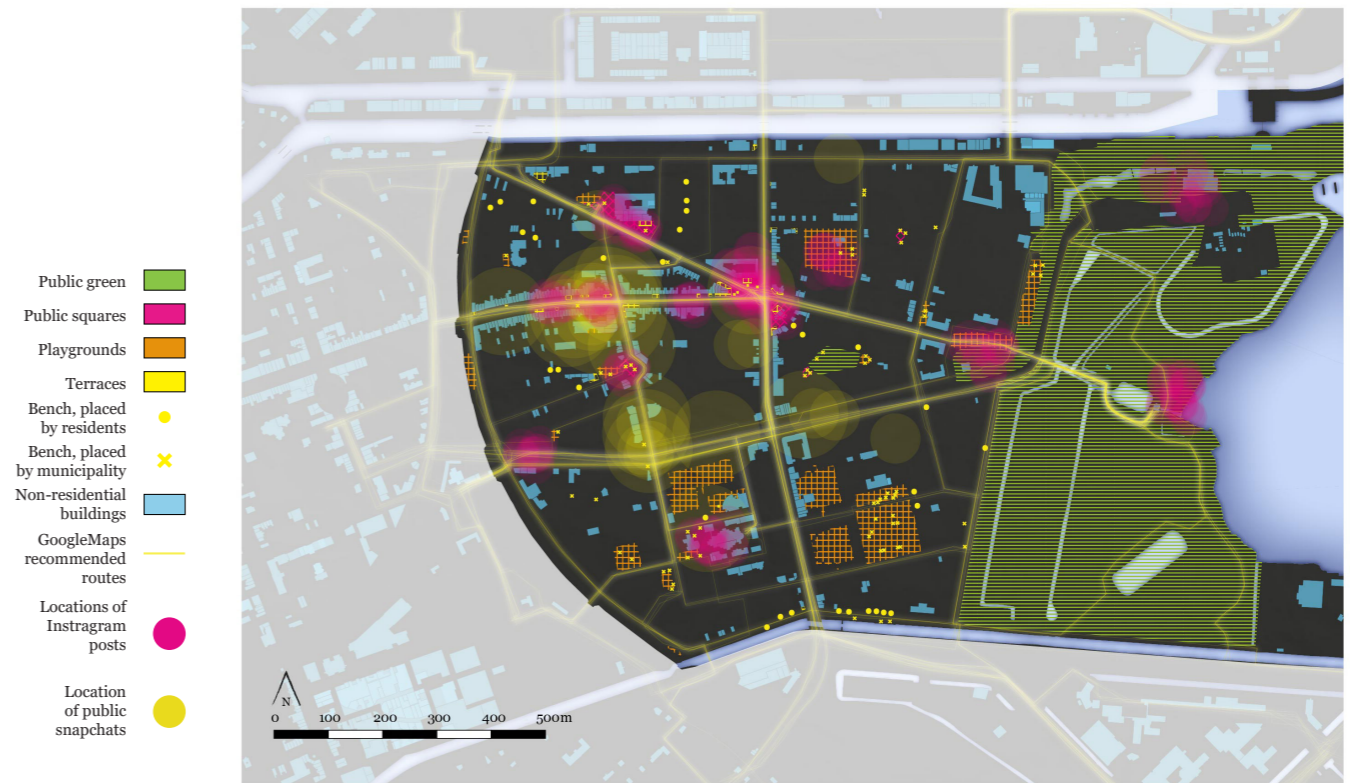 Public green
Public squares
Playgrounds
Terraces
Bench, placed
by residents
Bench, placed
by municipality
Non-residential
buildings
GoogleMaps
recommended
routes
Locations of
Instragram
posts
Location
of public
snapchats
N
0 100 200 300 400 500m